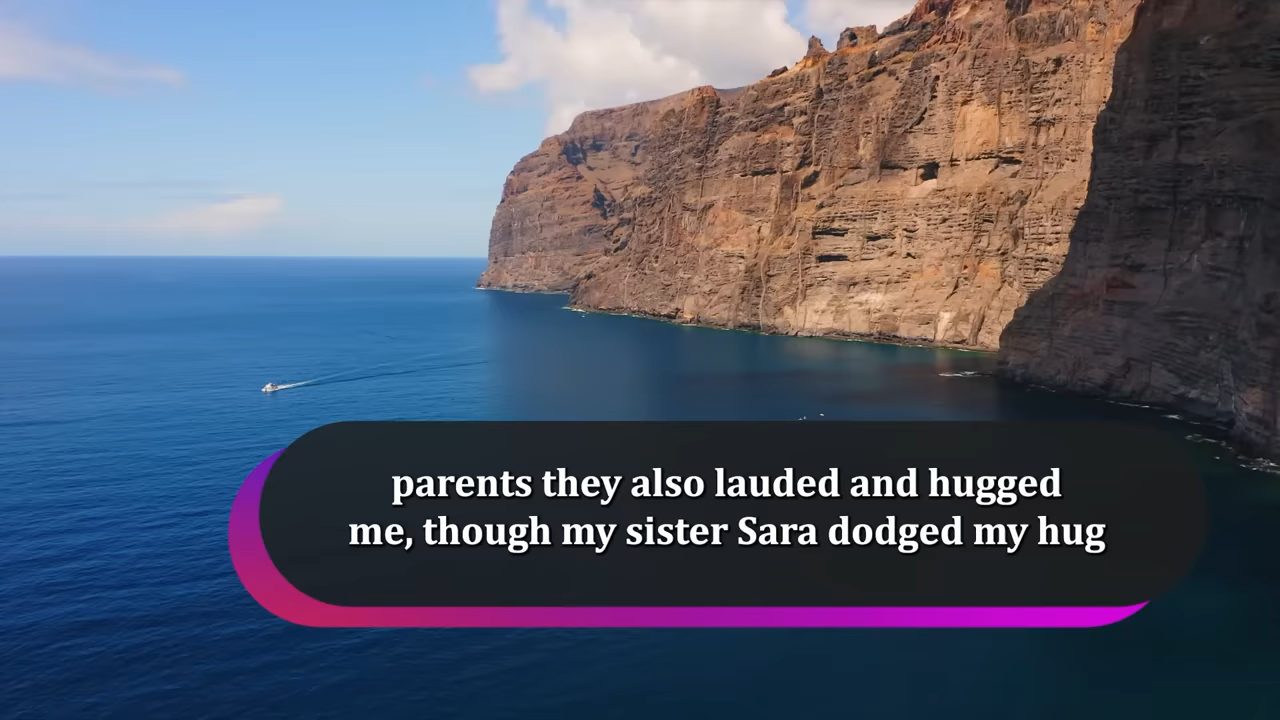 parents they also lauded and hugged
me, though my sister Sara dodged my hug